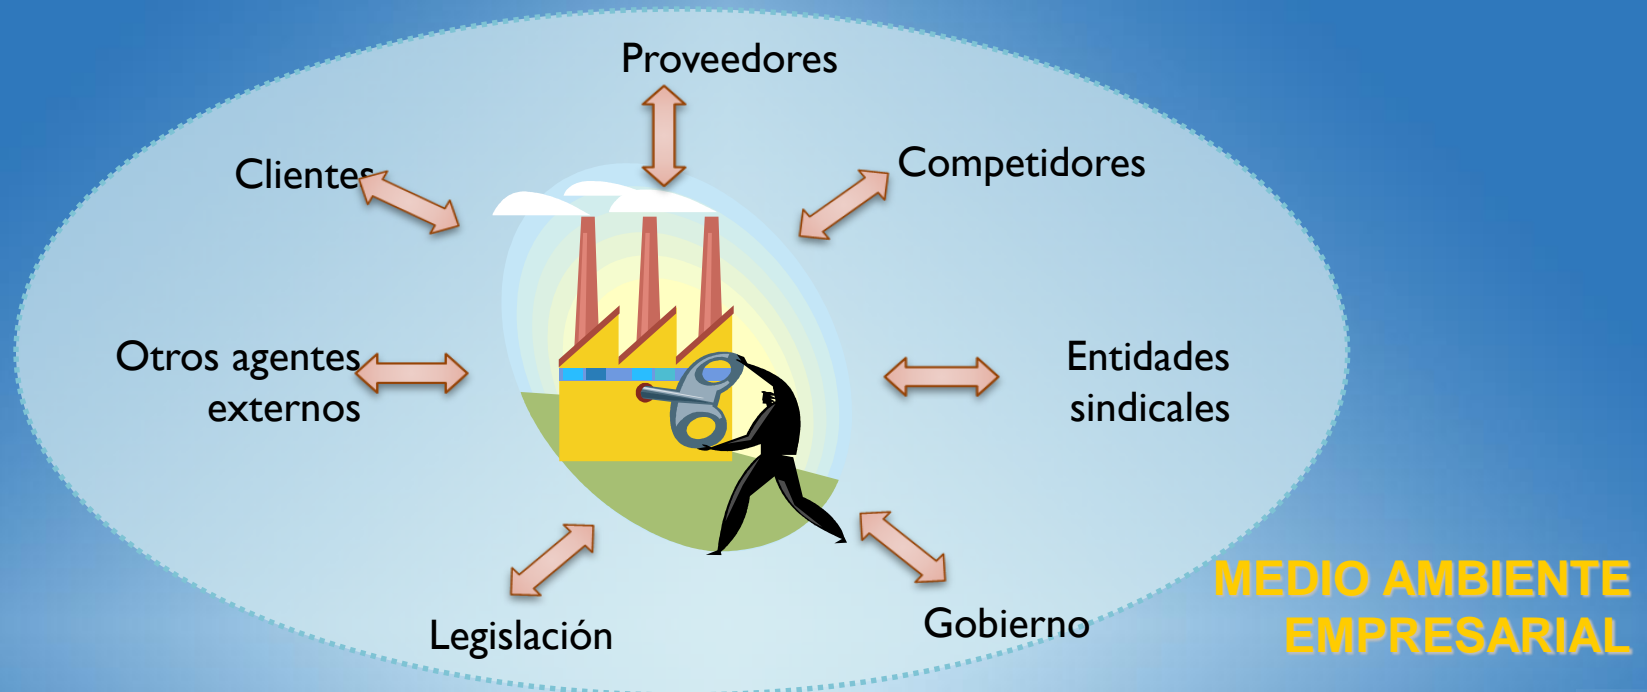 Proveedores
Clientes
Competidores
Otros agentes
externos
Entidades
sindicales
Legislación
Gobierno
MEDIO AMBIENTE
EMPRESARIAL